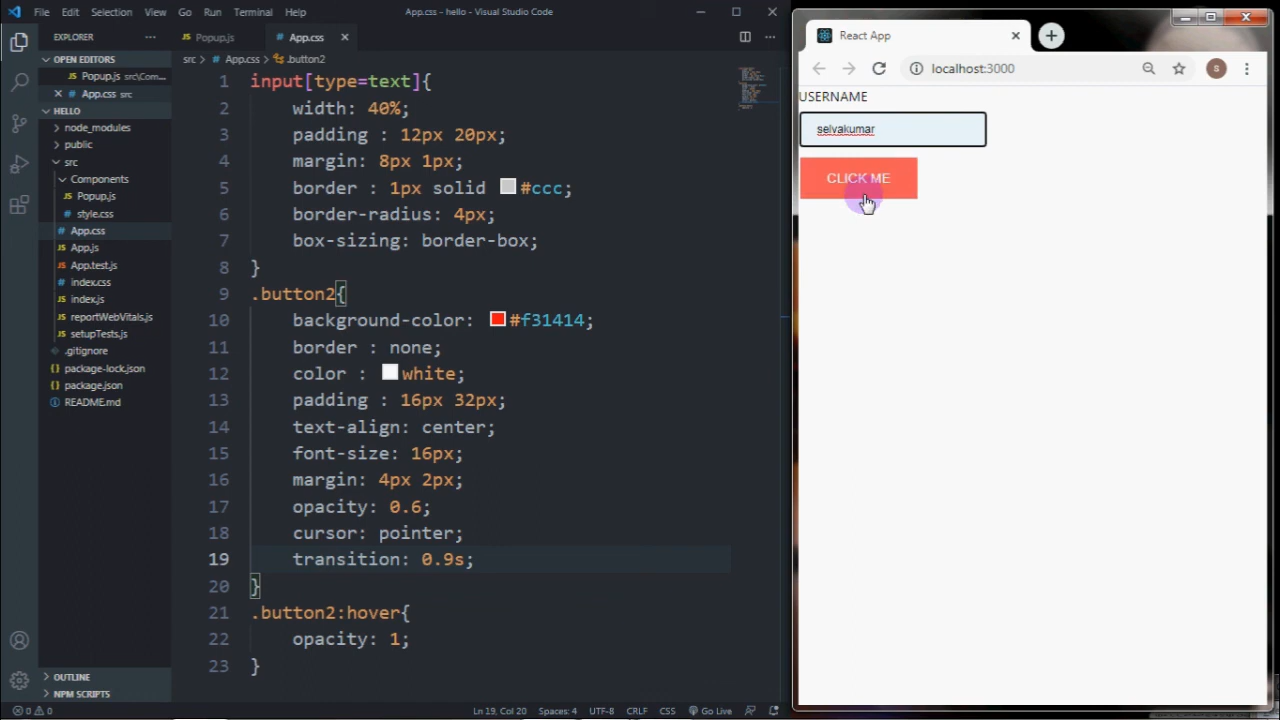 File Edit Selection View Go Run Terminal Help App.css - hello - Visual Studio Code
EXPLORER
OPEN EDITORS
Popup.js src\Com...
App.css src
HELLO
node_modules
public
src
Components
Popup.js
style.css
App.css
App.js
App.test.js
index.css
index.js
reportWebVitals.js
setupTests.js
.gitignore
package-lock.json
package.json
README.md
OUTLINE
NPM SCRIPTS
Popup.js App.css
src > App.css > .button2
1 input[type=text]{
2 width: 40%;
3 padding : 12px 20px;
4 margin: 8px 1px;
5 border : 1px solid #ccc;
6 border-radius: 4px;
7 box-sizing: border-box;
8 }
9 .button2{
10 background-color: #f31414;
11 border : none;
12 color : white;
13 padding : 16px 32px;
14 text-align: center;
15 font-size: 16px;
16 margin: 4px 2px;
17 opacity: 0.6;
18 cursor: pointer;
19 transition: 0.9s;
20 }
21 .button2:hover{
22 opacity: 1;
23 }
0 0 Ln 19, Col 20 Spaces: 4 UTF-8 CRLF CSS Go Live
React App
localhost:3000
s
USERNAME
selvakumar
CLICK ME